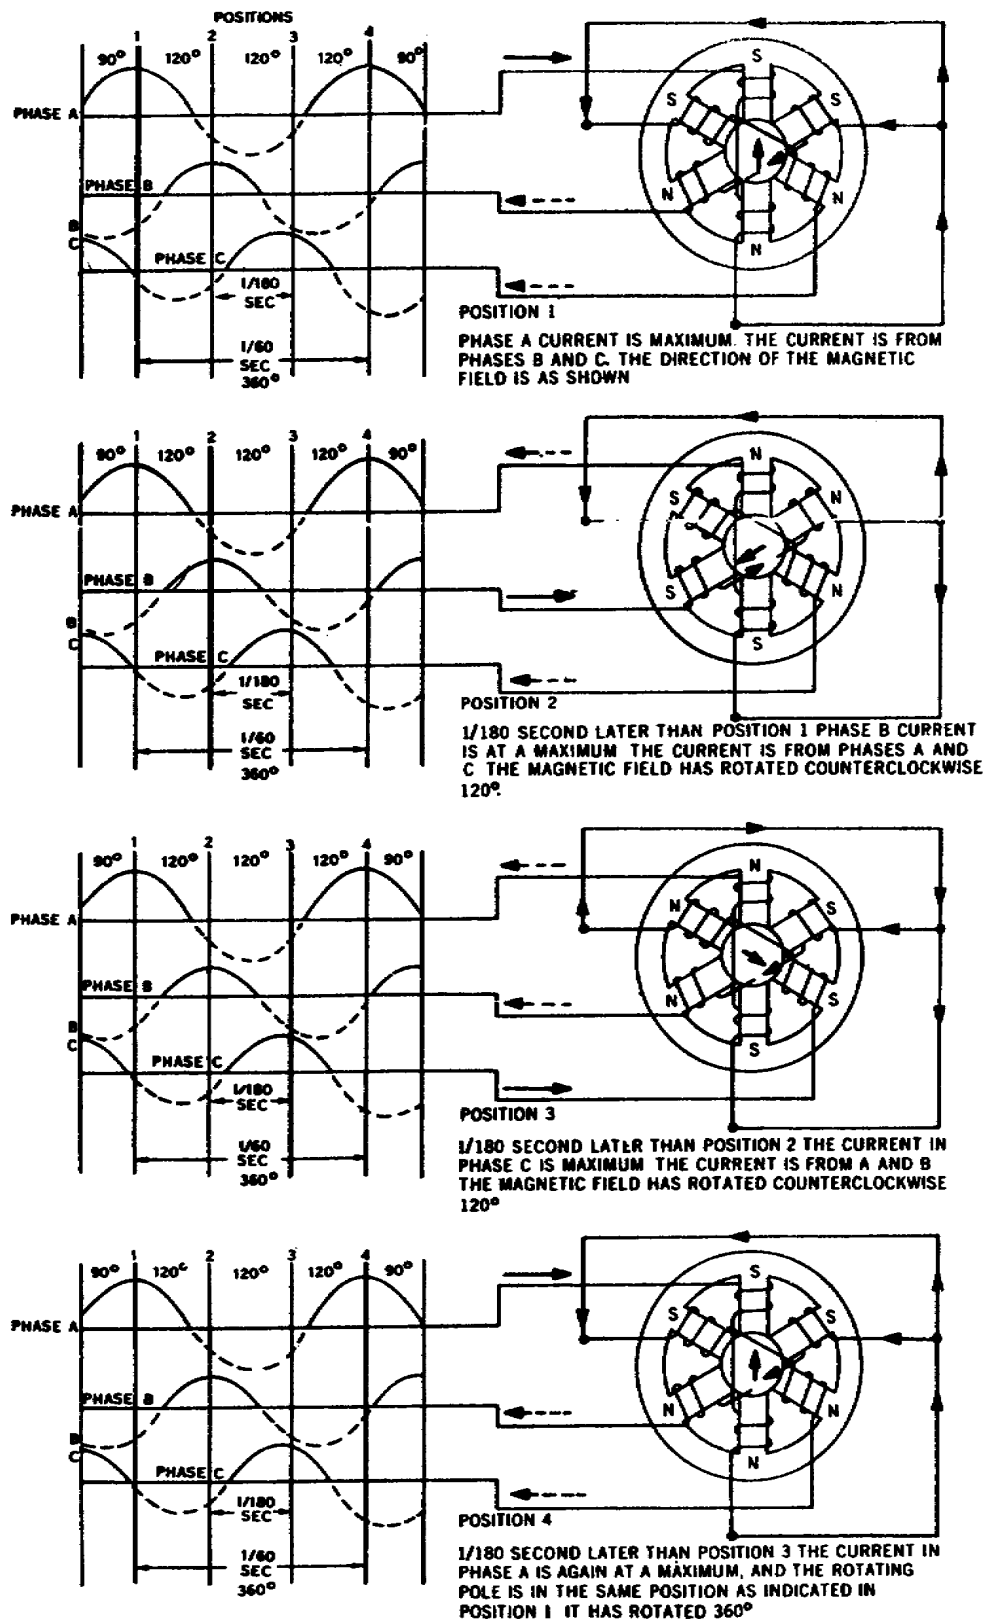 POSITIONS
1 2 3 4
90° 120° 120° 120° 90°
PHASE A
PHASE B
B
C
PHASE C
1/180
SEC
1/60
SEC
360°
S
S S
N N
N
POSITION 1
PHASE A CURRENT IS MAXIMUM. THE CURRENT IS FROM
PHASES B AND C. THE DIRECTION OF THE MAGNETIC
FIELD IS AS SHOWN
1 2 3 4
90° 120° 120° 120° 90°
PHASE A
PHASE B
B
C
PHASE C
1/180
SEC
1/60
SEC
360°
N
S N
S N
S
POSITION 2
1/180 SECOND LATER THAN POSITION 1 PHASE B CURRENT
IS AT A MAXIMUM THE CURRENT IS FROM PHASES A AND
C THE MAGNETIC FIELD HAS ROTATED COUNTERCLOCKWISE
120°.
1 2 3 4
90° 120° 120° 120° 90°
PHASE A
PHASE B
B
C
PHASE C
1/180
SEC
1/60
SEC
360°
N
N S
N S
S
POSITION 3
1/180 SECOND LATER THAN POSITION 2 THE CURRENT IN
PHASE C IS MAXIMUM THE CURRENT IS FROM A AND B
THE MAGNETIC FIELD HAS ROTATED COUNTERCLOCKWISE
120°
1 2 3 4
90° 120° 120° 120° 90°
PHASE A
PHASE B
B
C
PHASE C
1/180
SEC
1/60
SEC
360°
S
S S
N N
N
POSITION 4
1/180 SECOND LATER THAN POSITION 3 THE CURRENT IN
PHASE A IS AGAIN AT A MAXIMUM, AND THE ROTATING
POLE IS IN THE SAME POSITION AS INDICATED IN
POSITION 1 IT HAS ROTATED 360°